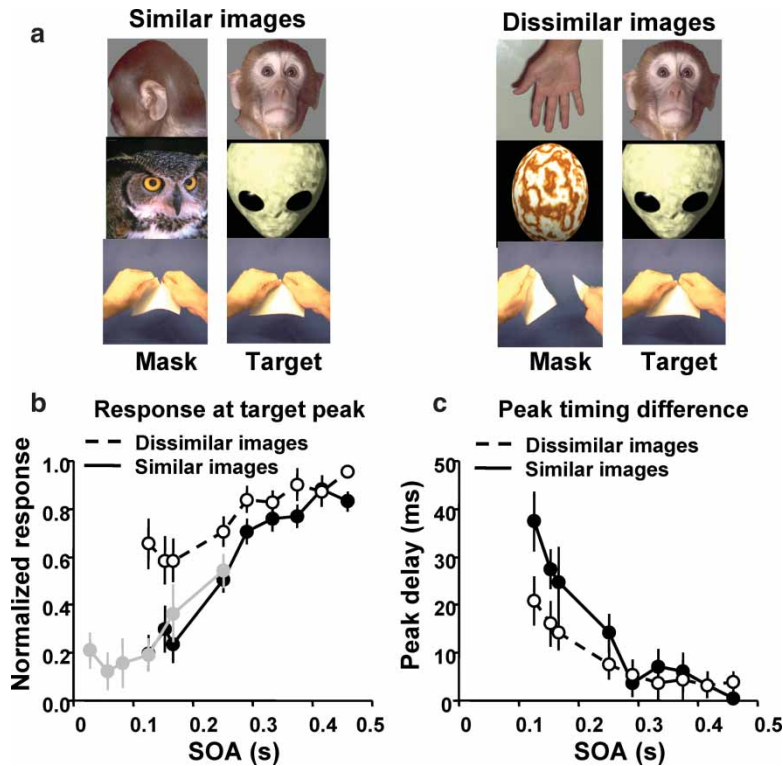 a
Similar images
Dissimilar images
Mask Target
Mask Target
b Response at target peak
Dissimilar images
Similar images
Normalized response
1.0
0.8
0.6
0.4
0.2
0.0
0 0.1 0.2 0.3 0.4 0.5
SOA (s)
c Peak timing difference
Dissimilar images
Similar images
Peak delay (ms)
50
40
30
20
10
0
0 0.1 0.2 0.3 0.4 0.5
SOA (s)